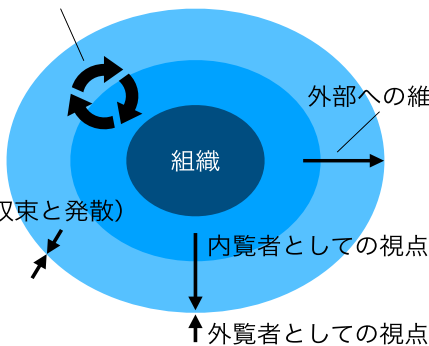 外部への維
組織
収束と発散）
内覧者としての視点
外覧者としての視点